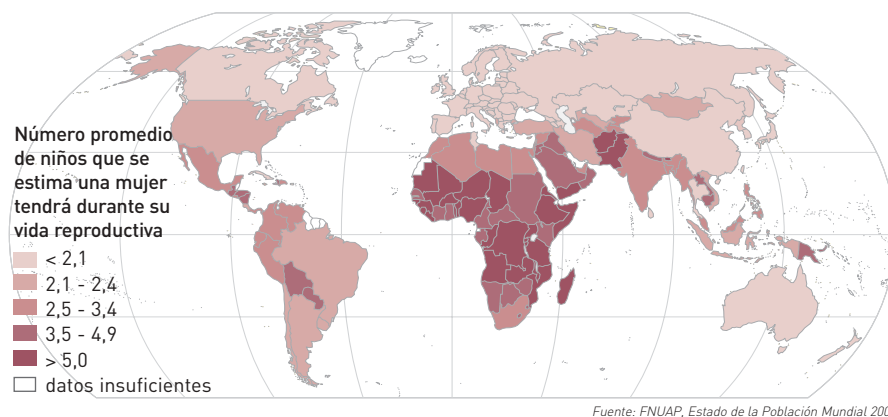 Número promedio
de niños que se
estima una mujer
tendrá durante su
vida reproductiva
< 2,1
2,1 - 2,4
2,5 - 3,4
3,5 - 4,9
> 5,0
datos insuficientes
Fuente: FNUAP, Estado de la Población Mundial 200